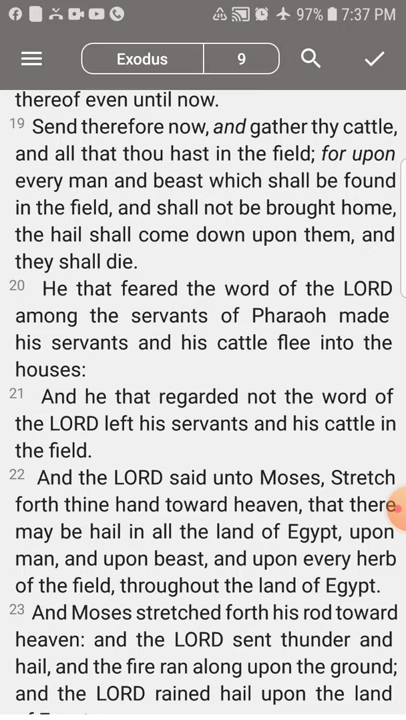 97% 7:37 PM
Exodus 9
thereof even until now.
19 Send therefore now, and gather thy cattle,
and all that thou hast in the field; for upon
every man and beast which shall be found
in the field, and shall not be brought home,
the hail shall come down upon them, and
they shall die.
20 He that feared the word of the LORD
among the servants of Pharaoh made
his servants and his cattle flee into the
houses:
21 And he that regarded not the word of
the LORD left his servants and his cattle in
the field.
22 And the LORD said unto Moses, Stretch
forth thine hand toward heaven, that there
may be hail in all the land of Egypt, upon
man, and upon beast, and upon every herb
of the field, throughout the land of Egypt.
23 And Moses stretched forth his rod toward
heaven: and the LORD sent thunder and
hail, and the fire ran along upon the ground;
and the LORD rained hail upon the land